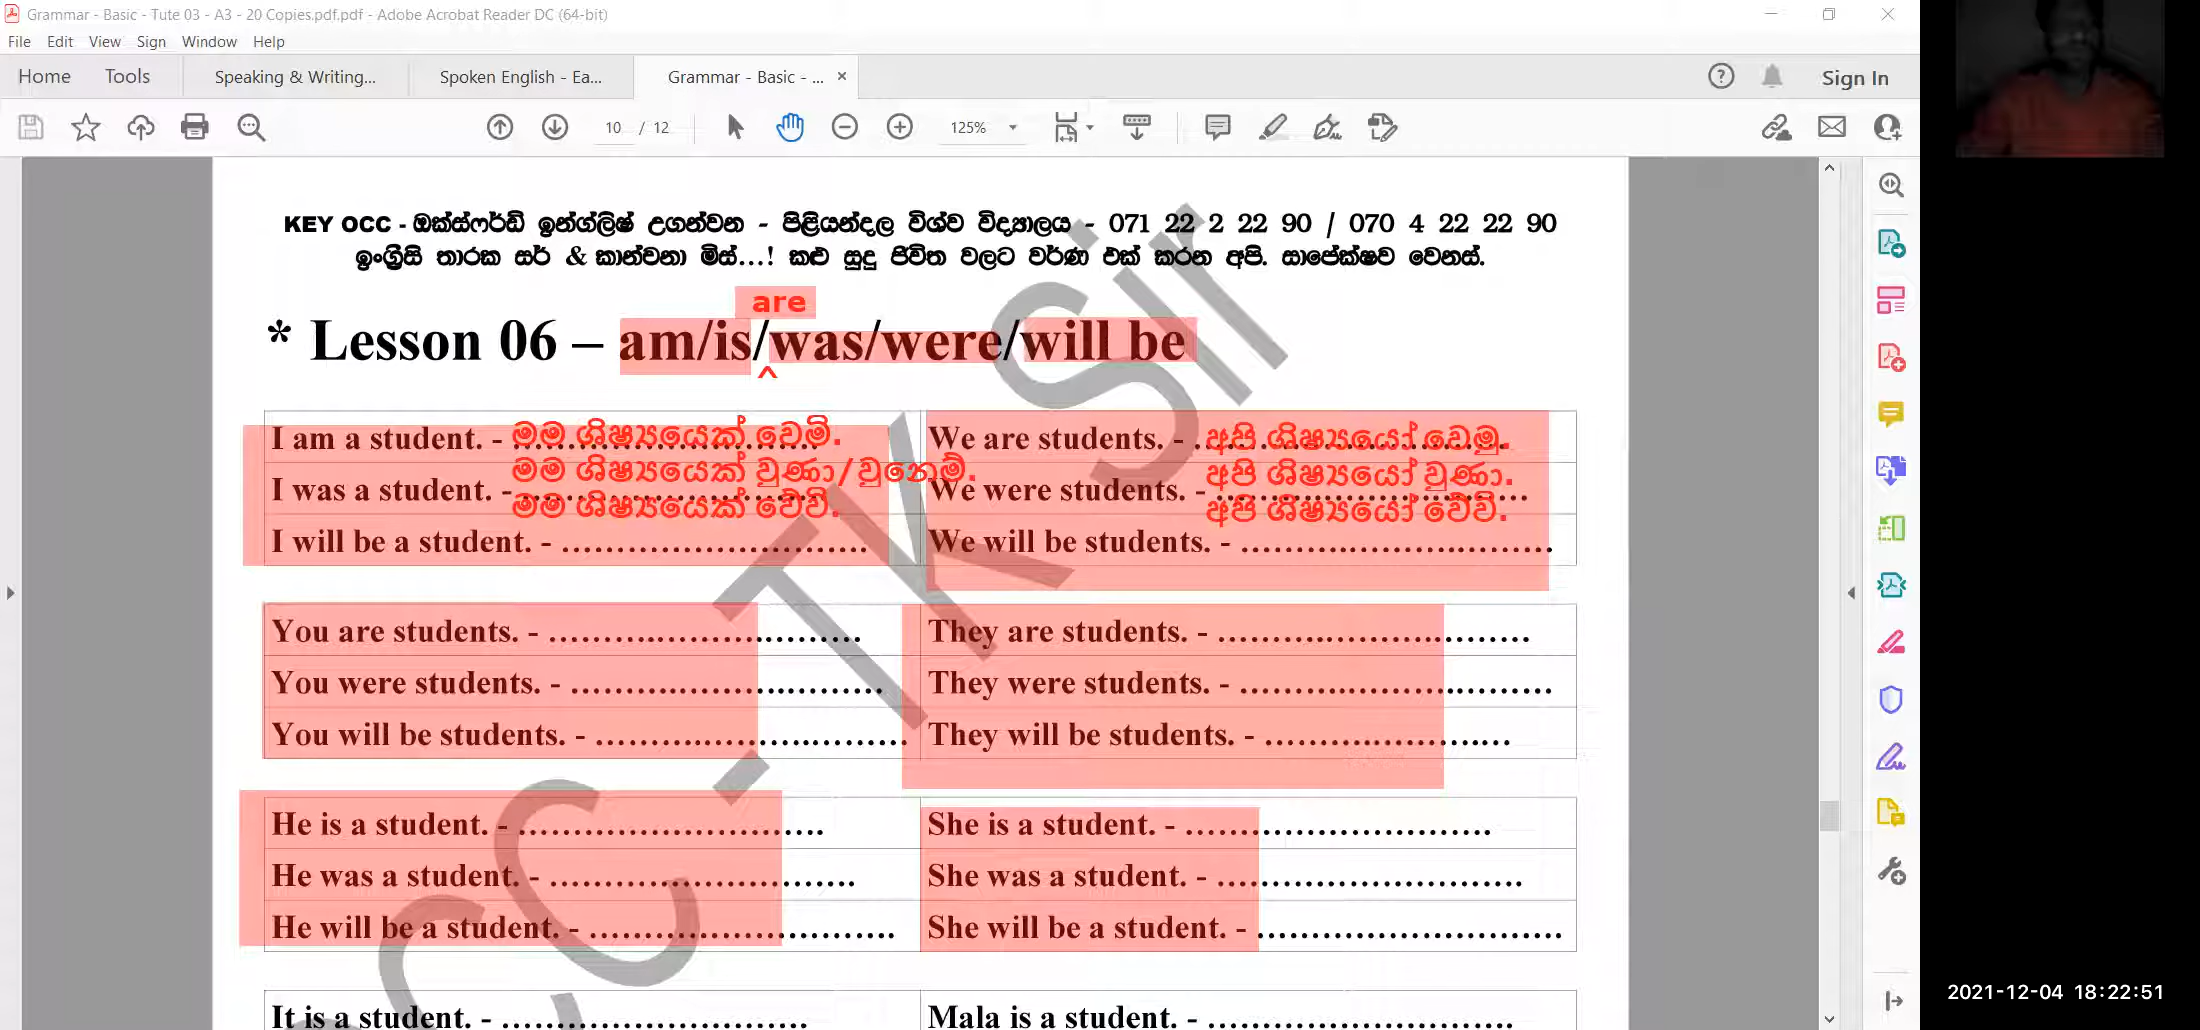 Grammar - Basic - Tute 03 - A3 - 20 Copies.pdf.pdf - Adobe Acrobat Reader DC (64-bit)
File Edit View Sign Window Help
Home Tools Speaking & Writing... Spoken English - Ea... Grammar - Basic - ... × Sign In
10 / 12 125%
KEY OCC - ඔක්ස්ෆර්ඩ් ඉන්ග්ලිෂ් උගන්වන - පිළියන්දල විශ්ව විද්‍යාලය - 071 22 2 22 90 / 070 4 22 22 90
ඉංග්‍රීසි තාරක සර් & කාන්චනා මිස්...! කළු සුදු ජීවිත වලට වර්ණ එක් කරන අපි. සාපේක්ෂව වෙනස්.
are
* Lesson 06 – am/is/was/were/will be
^
I am a student. - මම ශිෂ්‍යයෙක් වෙමි.
I was a student. - මම ශිෂ්‍යයෙක් වුණා/වුනෙමි.
I will be a student. - මම ශිෂ්‍යයෙක් වේවි.
We are students. - අපි ශිෂ්‍යයෝ වෙමු.
We were students. - අපි ශිෂ්‍යයෝ වුණා.
We will be students. - අපි ශිෂ්‍යයෝ වේවි.
You are students. - ..............................
You were students. - ..............................
You will be students. - ..............................
They are students. - ..............................
They were students. - ..............................
They will be students. - ..............................
He is a student. - ..............................
He was a student. - ..............................
He will be a student. - ..............................
She is a student. - ..............................
She was a student. - ..............................
She will be a student. - ..............................
It is a student. - ..............................
Mala is a student. - ..............................
CC - TK Sir
2021-12-04 18:22:51